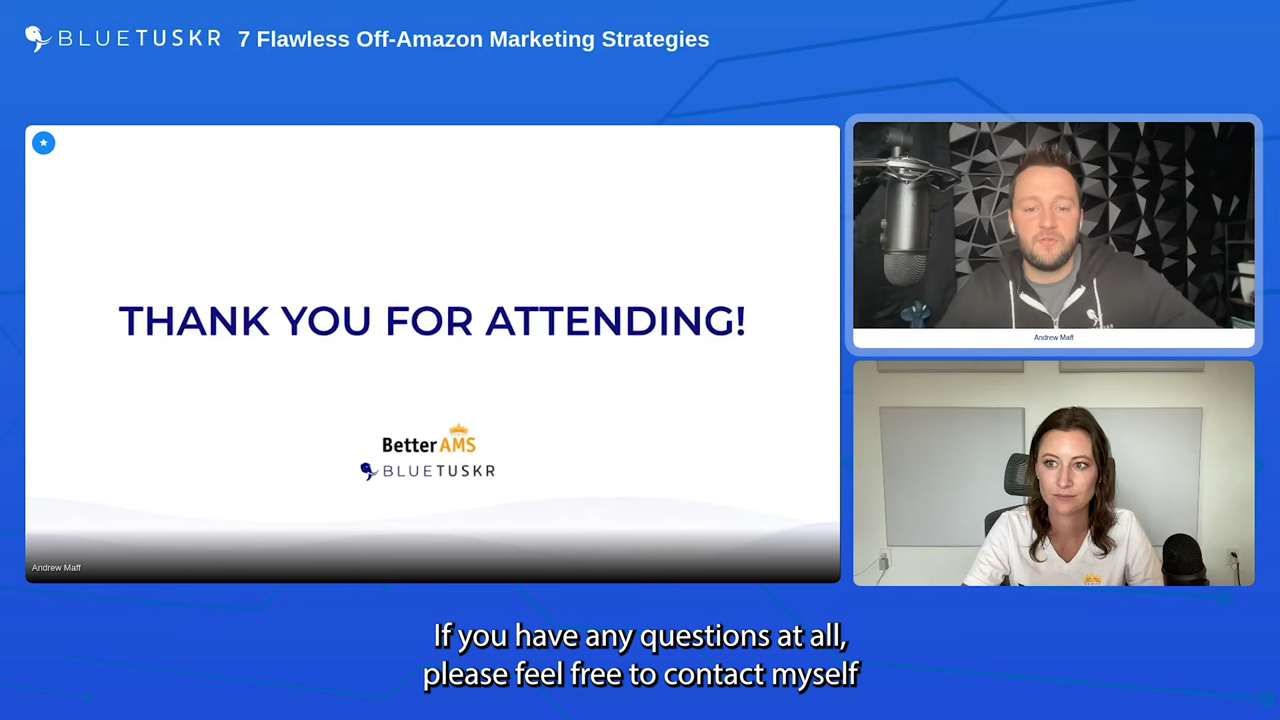 BLUETUSKR 7 Flawless Off-Amazon Marketing Strategies
THANK YOU FOR ATTENDING!
Better AMS
BLUETUSKR
Andrew Maff
Andrew Maff
If you have any questions at all,
please feel free to contact myself